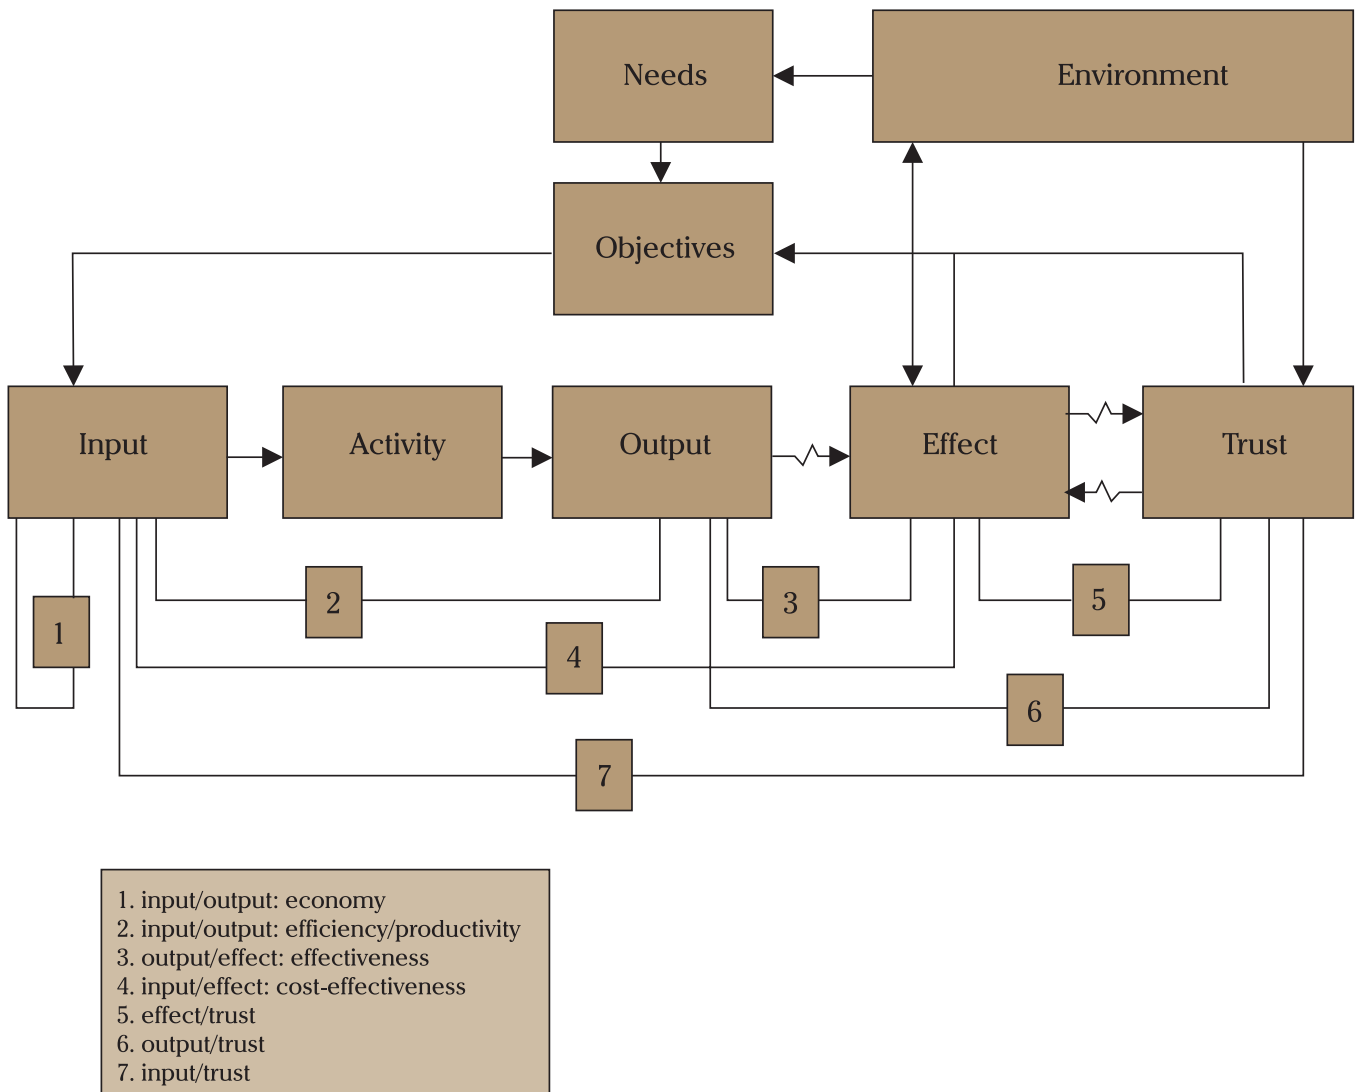 Needs
Environment
Objectives
Input
Activity
Output
Effect
Trust
1
2
3
4
5
6
7
1. input/output: economy
2. input/output: efficiency/productivity
3. output/effect: effectiveness
4. input/effect: cost-effectiveness
5. effect/trust
6. output/trust
7. input/trust